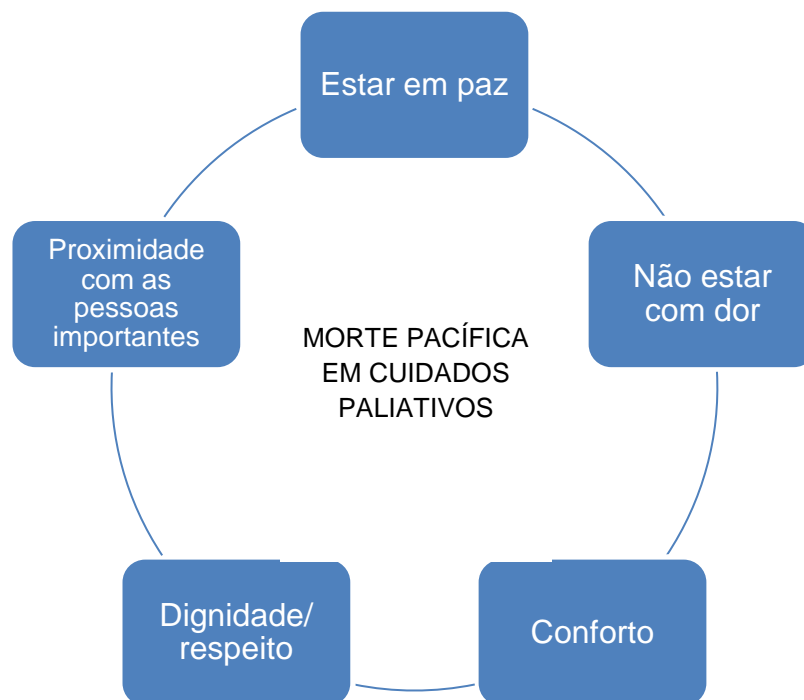 Estar em paz
Não estar
com dor
Conforto
Dignidade/
respeito
Proximidade
com as
pessoas
importantes
MORTE PACÍFICA
EM CUIDADOS
PALIATIVOS